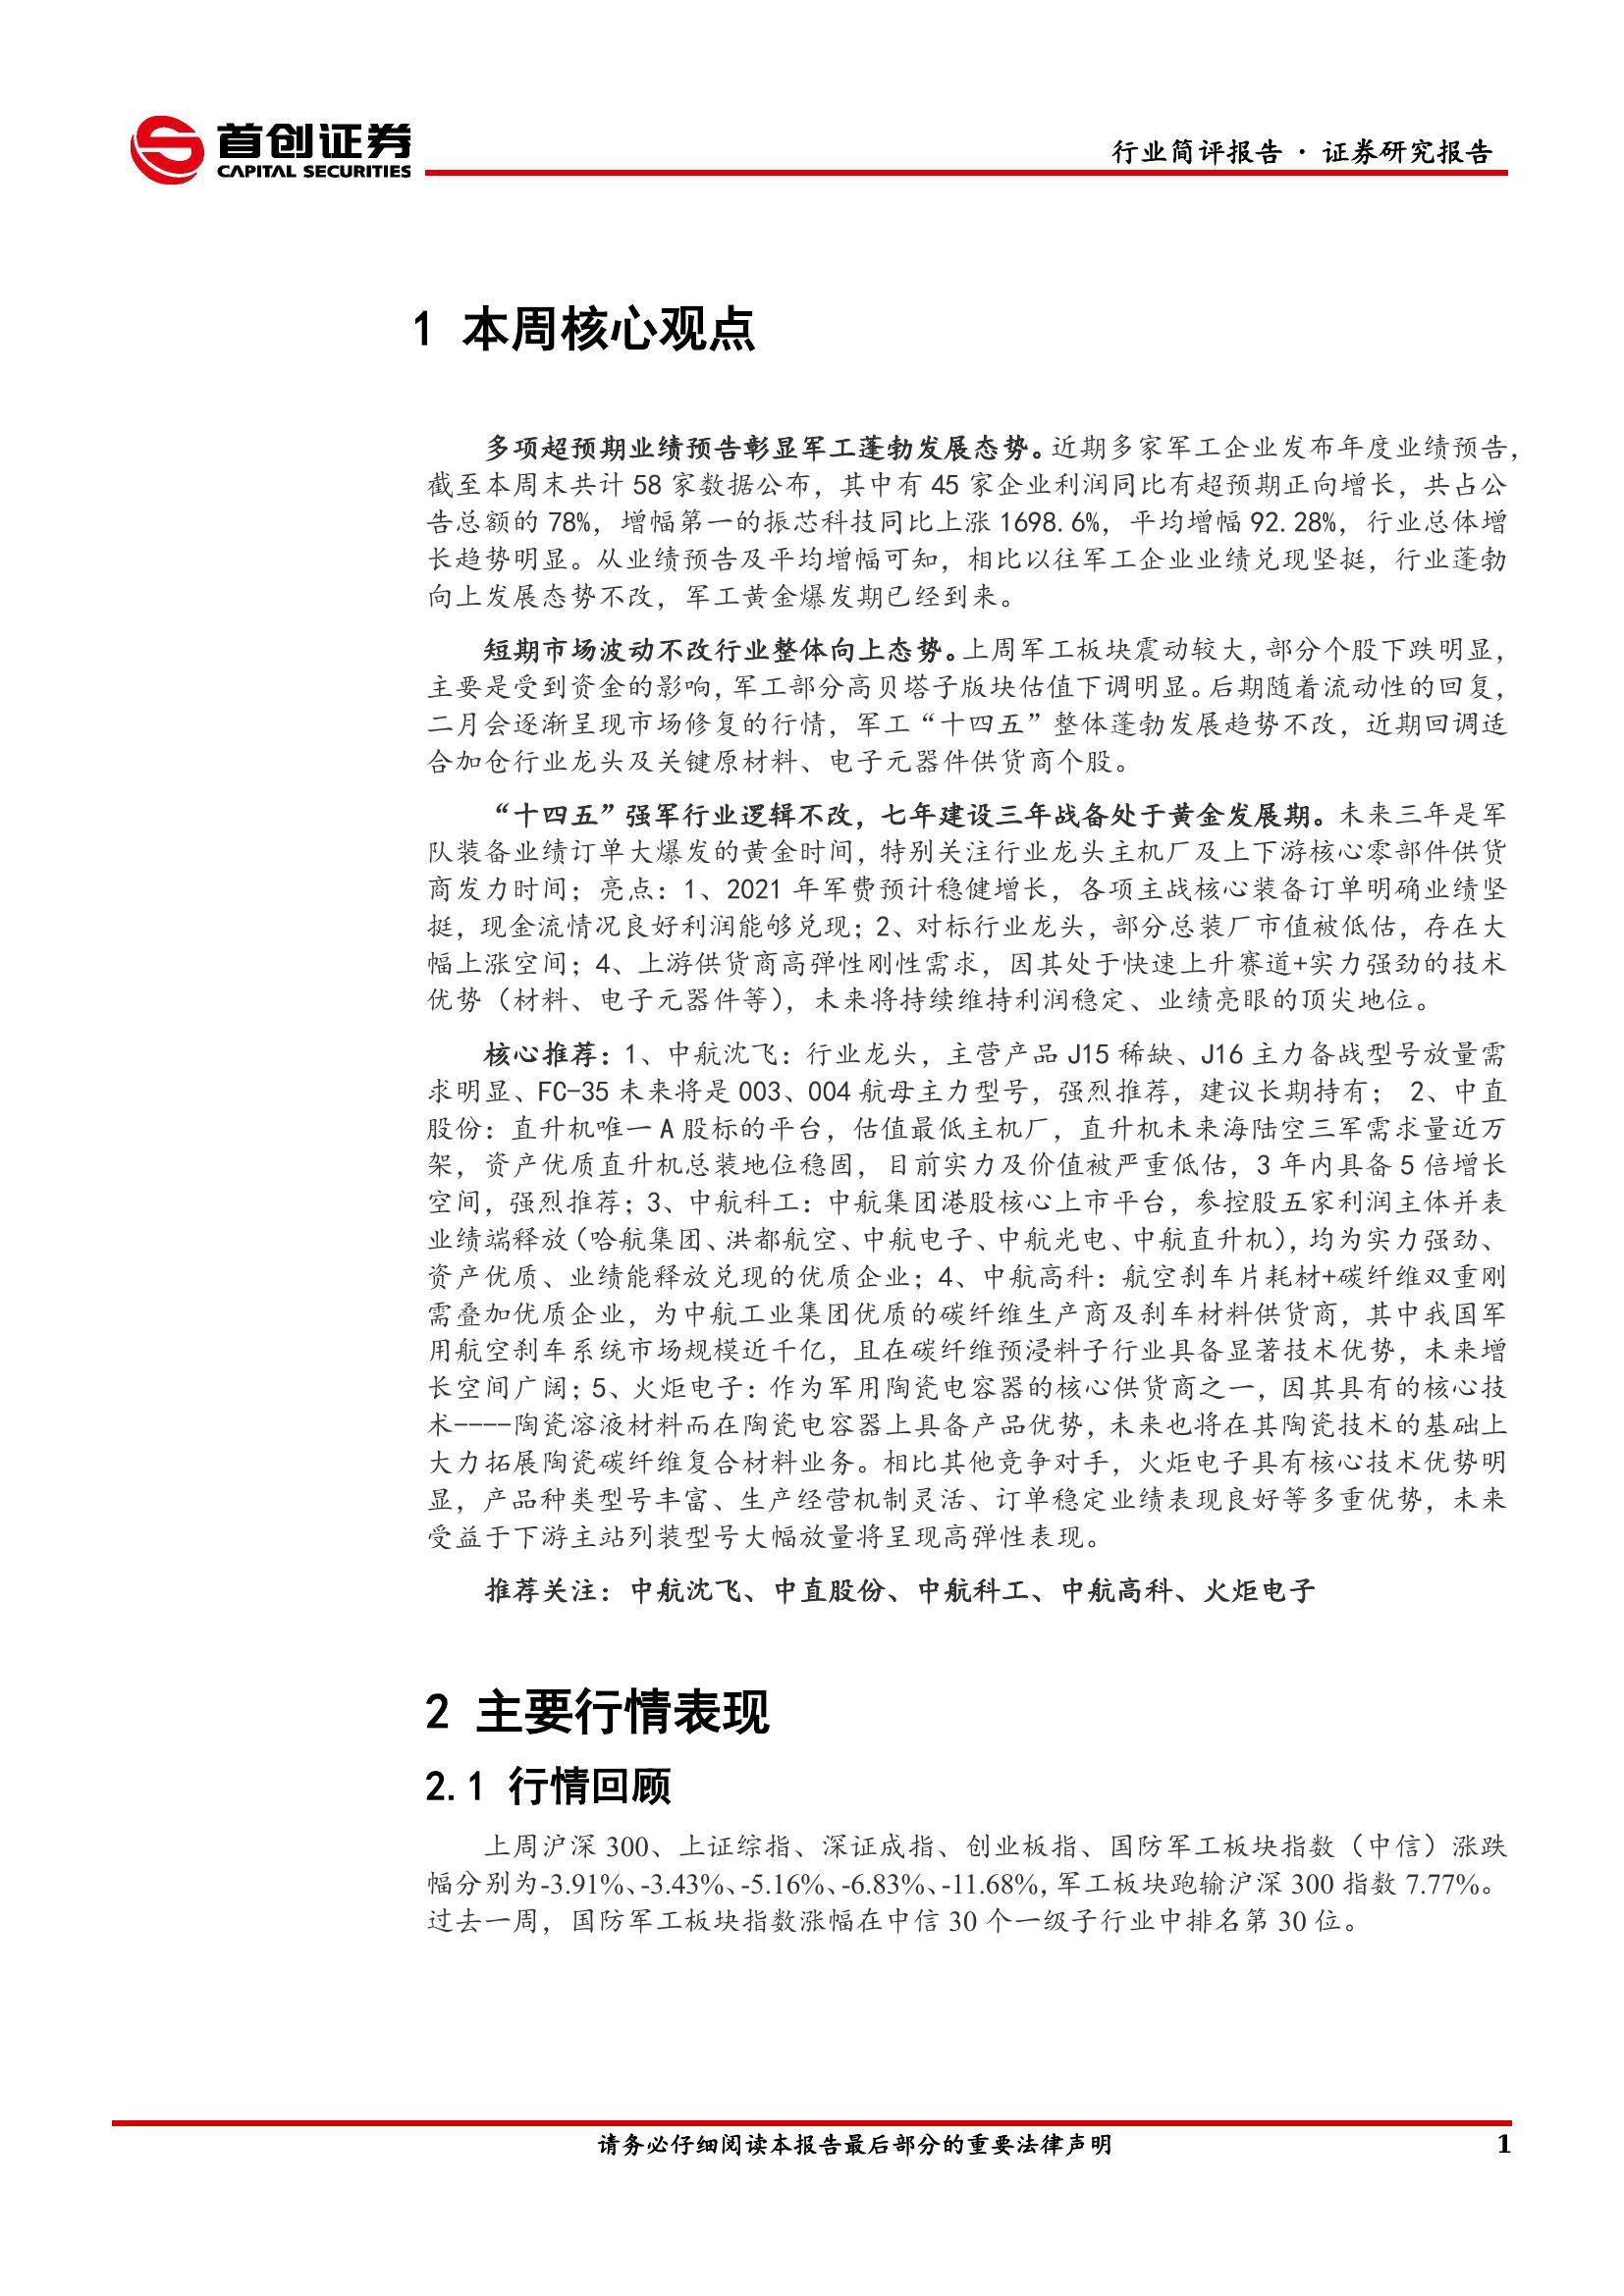 首创证券
CAPITAL SECURITIES
行业简评报告 · 证券研究报告
1 本周核心观点
多项超预期业绩预告彰显军工蓬勃发展态势。近期多家军工企业发布年度业绩预告，
截至本周末共计 58 家数据公布，其中有 45 家企业利润同比有超预期正向增长，共占公
告总额的 78%，增幅第一的振芯科技同比上涨 1698.6%，平均增幅 92.28%，行业总体增
长趋势明显。从业绩预告及平均增幅可知，相比以往军工企业业绩兑现坚挺，行业蓬勃
向上发展态势不改，军工黄金爆发期已经到来。
短期市场波动不改行业整体向上态势。上周军工板块震动较大，部分个股下跌明显，
主要是受到资金的影响，军工部分高贝塔子版块估值下调明显。后期随着流动性的回复，
二月会逐渐呈现市场修复的行情，军工“十四五”整体蓬勃发展趋势不改，近期回调适
合加仓行业龙头及关键原材料、电子元器件供货商个股。
“十四五”强军行业逻辑不改，七年建设三年战备处于黄金发展期。未来三年是军
队装备业绩订单大爆发的黄金时间，特别关注行业龙头主机厂及上下游核心零部件供货
商发力时间；亮点：1、2021 年军费预计稳健增长，各项主战核心装备订单明确业绩坚
挺，现金流情况良好利润能够兑现；2、对标行业龙头，部分总装厂市值被低估，存在大
幅上涨空间；4、上游供货商高弹性刚性需求，因其处于快速上升赛道+实力强劲的技术
优势（材料、电子元器件等），未来将持续维持利润稳定、业绩亮眼的顶尖地位。
核心推荐：1、中航沈飞：行业龙头，主营产品 J15 稀缺、J16 主力备战型号放量需
求明显、FC-35 未来将是 003、004 航母主力型号，强烈推荐，建议长期持有； 2、中直
股份：直升机唯一 A 股标的平台，估值最低主机厂，直升机未来海陆空三军需求量近万
架，资产优质直升机总装地位稳固，目前实力及价值被严重低估，3 年内具备 5 倍增长
空间，强烈推荐；3、中航科工：中航集团港股核心上市平台，参控股五家利润主体并表
业绩端释放（哈航集团、洪都航空、中航电子、中航光电、中航直升机），均为实力强劲、
资产优质、业绩能释放兑现的优质企业；4、中航高科：航空刹车片耗材+碳纤维双重刚
需叠加优质企业，为中航工业集团优质的碳纤维生产商及刹车材料供货商，其中我国军
用航空刹车系统市场规模近千亿，且在碳纤维预浸料子行业具备显著技术优势，未来增
长空间广阔；5、火炬电子：作为军用陶瓷电容器的核心供货商之一，因其具有的核心技
术----陶瓷溶液材料而在陶瓷电容器上具备产品优势，未来也将在其陶瓷技术的基础上
大力拓展陶瓷碳纤维复合材料业务。相比其他竞争对手，火炬电子具有核心技术优势明
显，产品种类型号丰富、生产经营机制灵活、订单稳定业绩表现良好等多重优势，未来
受益于下游主站列装型号大幅放量将呈现高弹性表现。
推荐关注：中航沈飞、中直股份、中航科工、中航高科、火炬电子
2 主要行情表现
2.1 行情回顾
上周沪深 300、上证综指、深证成指、创业板指、国防军工板块指数（中信）涨跌
幅分别为-3.91%、-3.43%、-5.16%、-6.83%、-11.68%，军工板块跑输沪深 300 指数 7.77%。
过去一周，国防军工板块指数涨幅在中信 30 个一级子行业中排名第 30 位。
请务必仔细阅读本报告最后部分的重要法律声明
1